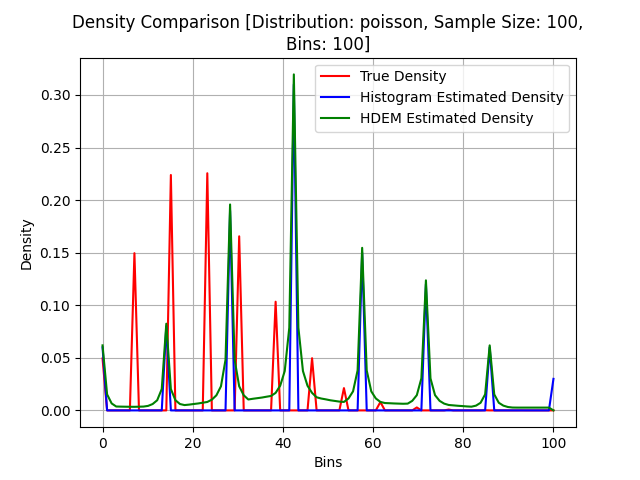 Density Comparison [Distribution: poisson, Sample Size: 100,
Bins: 100]
True Density
Histogram Estimated Density
HDEM Estimated Density
Density
0.30
0.25
0.20
0.15
0.10
0.05
0.00
0 20 40 60 80 100
Bins